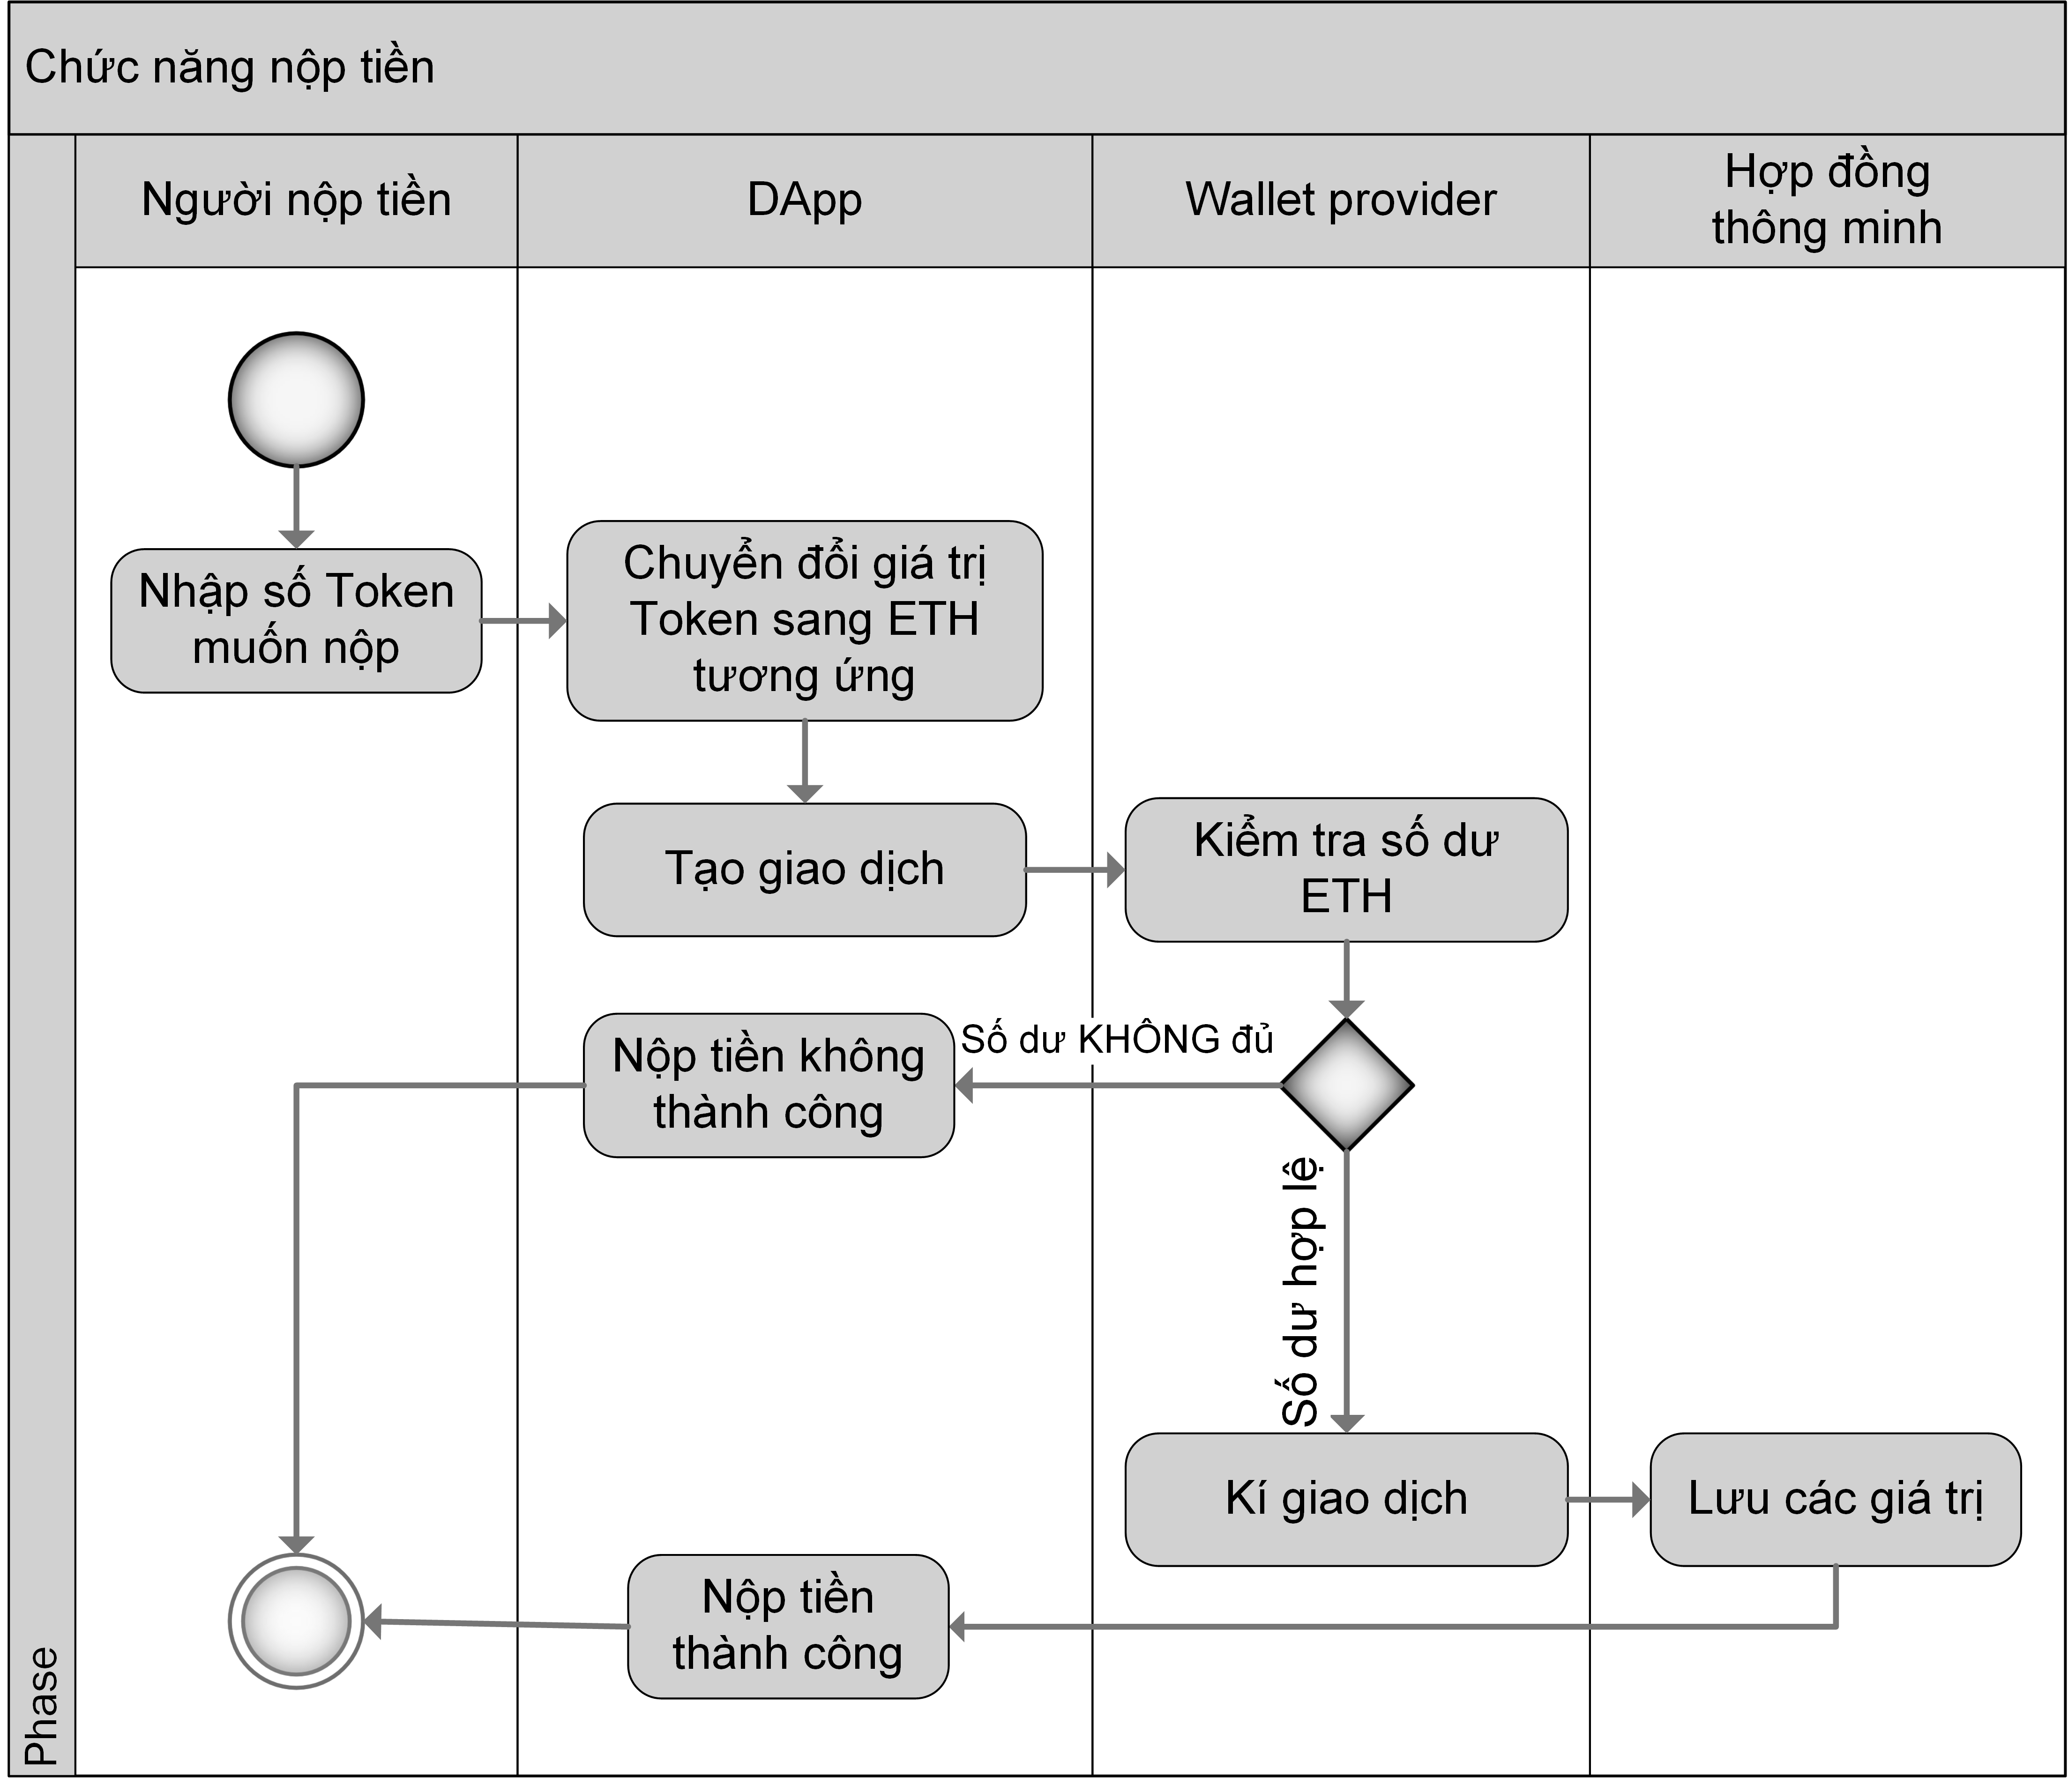 Chức năng nộp tiền
Người nộp tiền
DApp
Wallet provider
Hợp đồng
thông minh
Nhập số Token
muốn nộp
Chuyển đổi giá trị
Token sang ETH
tương ứng
Tạo giao dịch
Kiểm tra số dư
ETH
Số dư KHÔNG đủ
Nộp tiền không
thành công
Số dư hợp lệ
Kí giao dịch
Lưu các giá trị
Nộp tiền
thành công
Phase